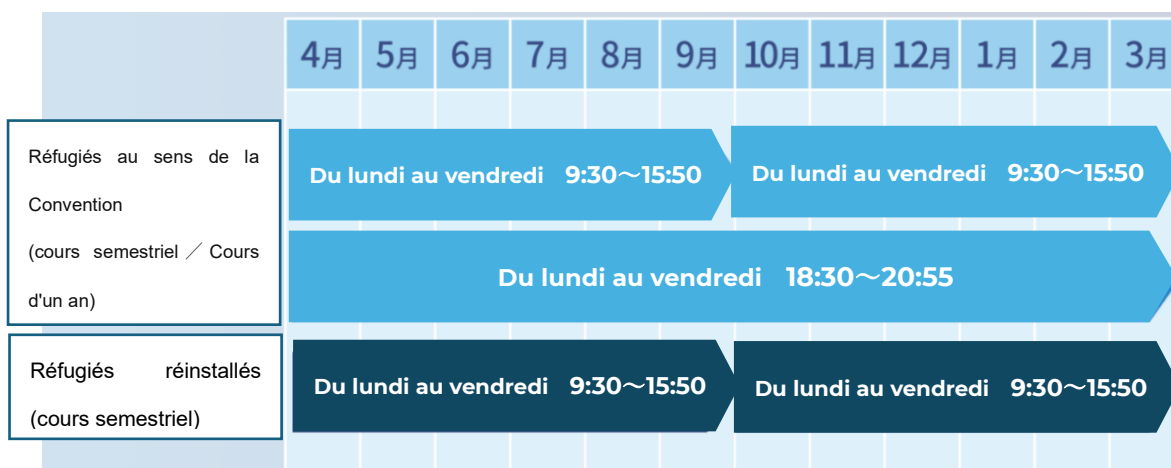 4月 5月 6月 7月 8月 9月 10月 11月 12月 1月 2月 3月
Réfugiés au sens de la
Convention
(cours semestriel ／ Cours
d'un an)
Du lundi au vendredi 9:30～15:50
Du lundi au vendredi 9:30～15:50
Du lundi au vendredi 18:30～20:55
Réfugiés réinstallés
(cours semestriel)
Du lundi au vendredi 9:30～15:50
Du lundi au vendredi 9:30～15:50